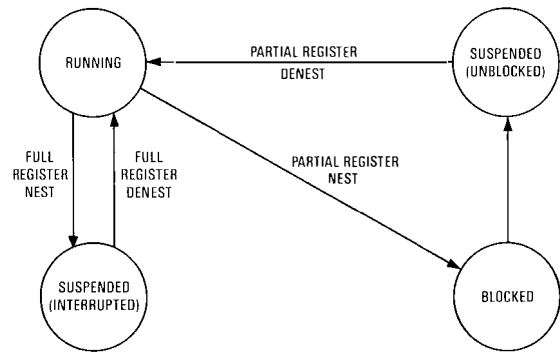 RUNNING
PARTIAL REGISTER
DENEST
SUSPENDED
(UNBLOCKED)
FULL
REGISTER
NEST
FULL
REGISTER
DENEST
PARTIAL REGISTER
NEST
SUSPENDED
(INTERRUPTED)
BLOCKED